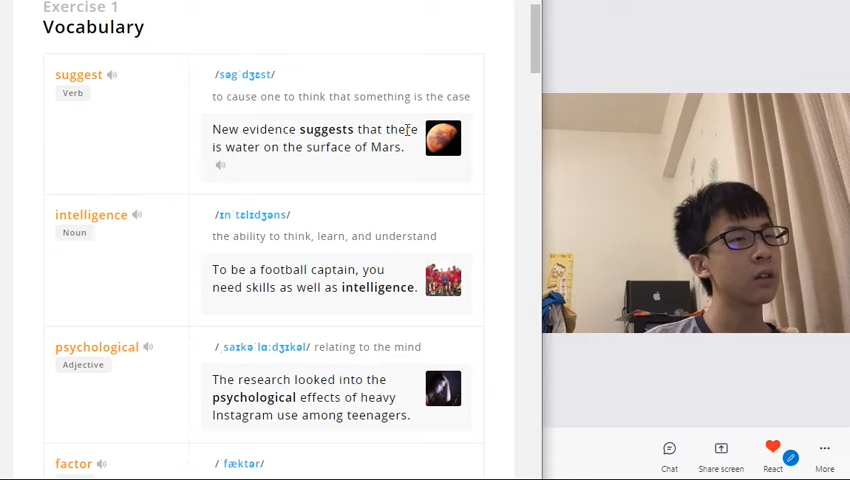 Exercise 1
Vocabulary
suggest
Verb
/səgˈdʒɛst/
to cause one to think that something is the case
New evidence suggests that there
is water on the surface of Mars.
intelligence
Noun
/ɪnˈtɛlɪdʒəns/
the ability to think, learn, and understand
To be a football captain, you
need skills as well as intelligence.
psychological
Adjective
/ˌsaɪkəˈlɑːdʒɪkəl/ relating to the mind
The research looked into the
psychological effects of heavy
Instagram use among teenagers.
factor
/ˈfæktər/
Chat
Share screen
React
More